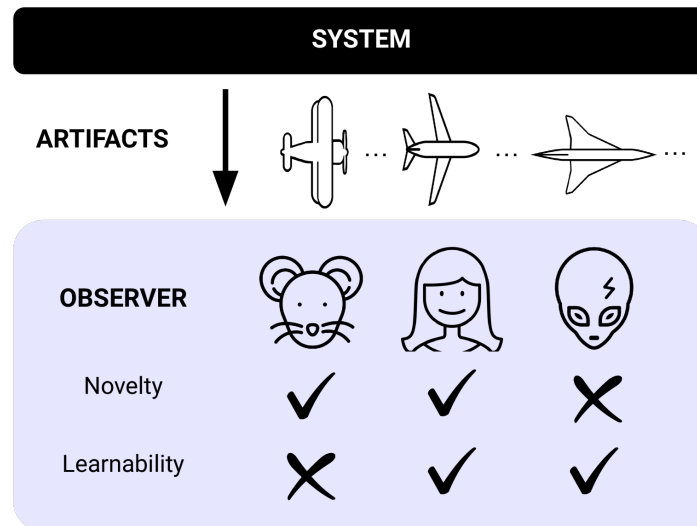 SYSTEM
ARTIFACTS
... ... ...
OBSERVER
Novelty
Learnability